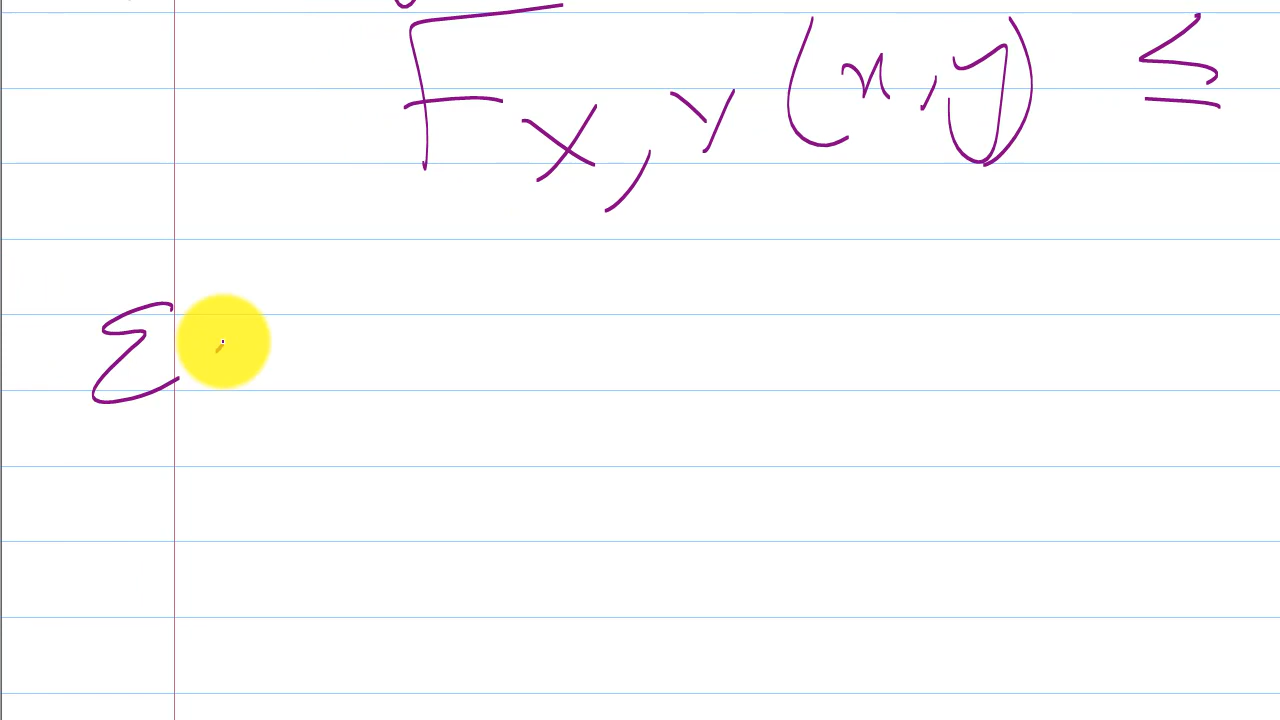 F_{X,Y}(x,y) ≤
Σ